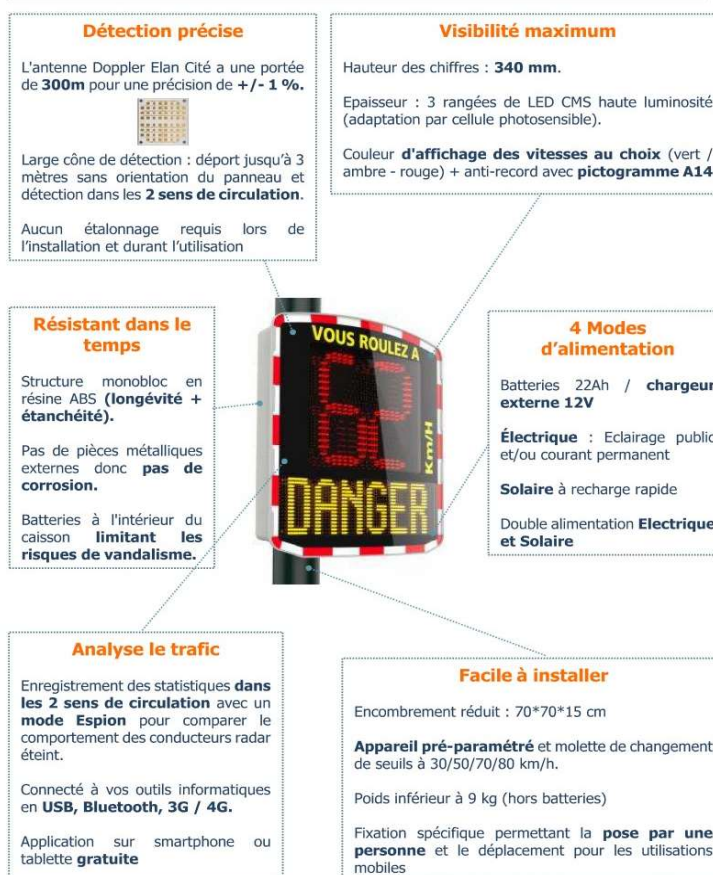 Détection précise
L'antenne Doppler Elan Cité a une portée
de 300m pour une précision de +/- 1 %.
Large cône de détection : déport jusqu'à 3
mètres sans orientation du panneau et
détection dans les 2 sens de circulation.
Aucun étalonnage requis lors de
l'installation et durant l'utilisation
Visibilité maximum
Hauteur des chiffres : 340 mm.
Epaisseur : 3 rangées de LED CMS haute luminosité
(adaptation par cellule photosensible).
Couleur d'affichage des vitesses au choix (vert /
ambre - rouge) + anti-record avec pictogramme A14
Résistant dans le
temps
Structure monobloc en
résine ABS (longévité +
étanchéité).
Pas de pièces métalliques
externes donc pas de
corrosion.
Batteries à l'intérieur du
caisson limitant les
risques de vandalisme.
VOUS ROULEZ A
62
Km/H
DANGER
4 Modes
d'alimentation
Batteries 22Ah / chargeur
externe 12V
Électrique : Eclairage public
et/ou courant permanent
Solaire à recharge rapide
Double alimentation Electrique
et Solaire
Analyse le trafic
Enregistrement des statistiques dans
les 2 sens de circulation avec un
mode Espion pour comparer le
comportement des conducteurs radar
éteint.
Connecté à vos outils informatiques
en USB, Bluetooth, 3G / 4G.
Application sur smartphone ou
tablette gratuite
Facile à installer
Encombrement réduit : 70*70*15 cm
Appareil pré-paramétré et molette de changement
de seuils à 30/50/70/80 km/h.
Poids inférieur à 9 kg (hors batteries)
Fixation spécifique permettant la pose par une
personne et le déplacement pour les utilisations
mobiles